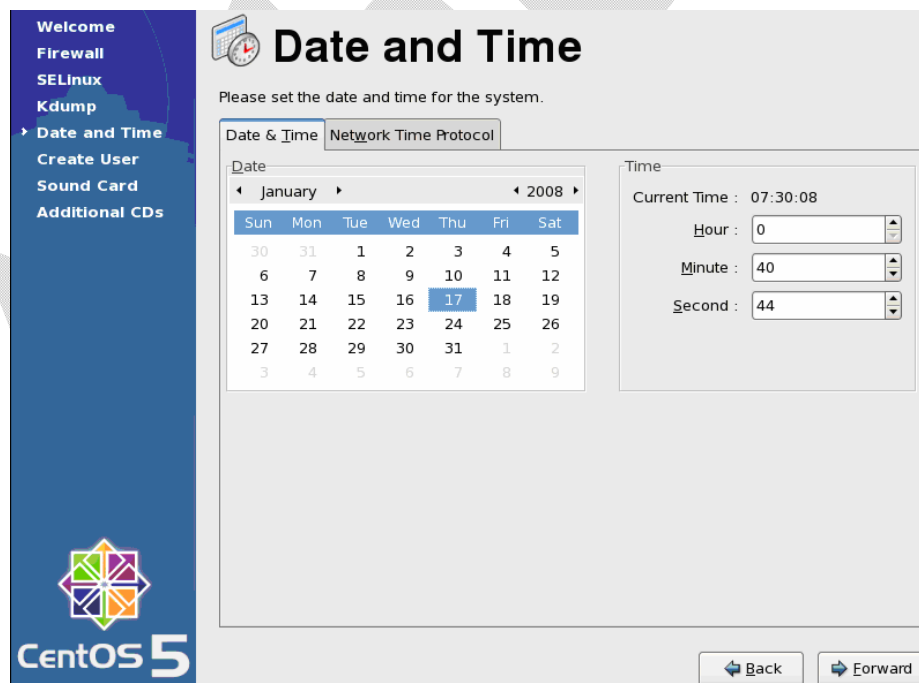 Welcome
Firewall
SELinux
Kdump
Date and Time
Create User
Sound Card
Additional CDs
CentOS 5
Date and Time
Please set the date and time for the system.
Date & Time
Network Time Protocol
Date
January 2008
Sun Mon Tue Wed Thu Fri Sat
30 31 1 2 3 4 5
6 7 8 9 10 11 12
13 14 15 16 17 18 19
20 21 22 23 24 25 26
27 28 29 30 31 1 2
3 4 5 6 7 8 9
Time
Current Time : 07:30:08
Hour : 0
Minute : 40
Second : 44
Back
Forward